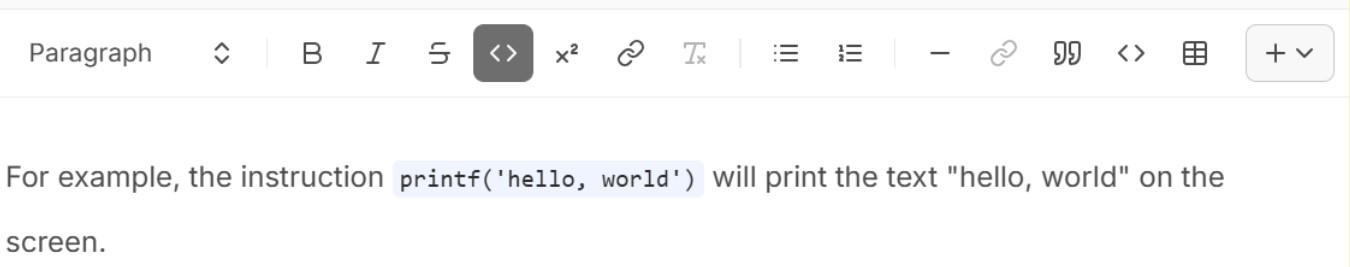 Paragraph B I S <> x² Tx — <> +
For example, the instruction printf('hello, world') will print the text "hello, world" on the
screen.